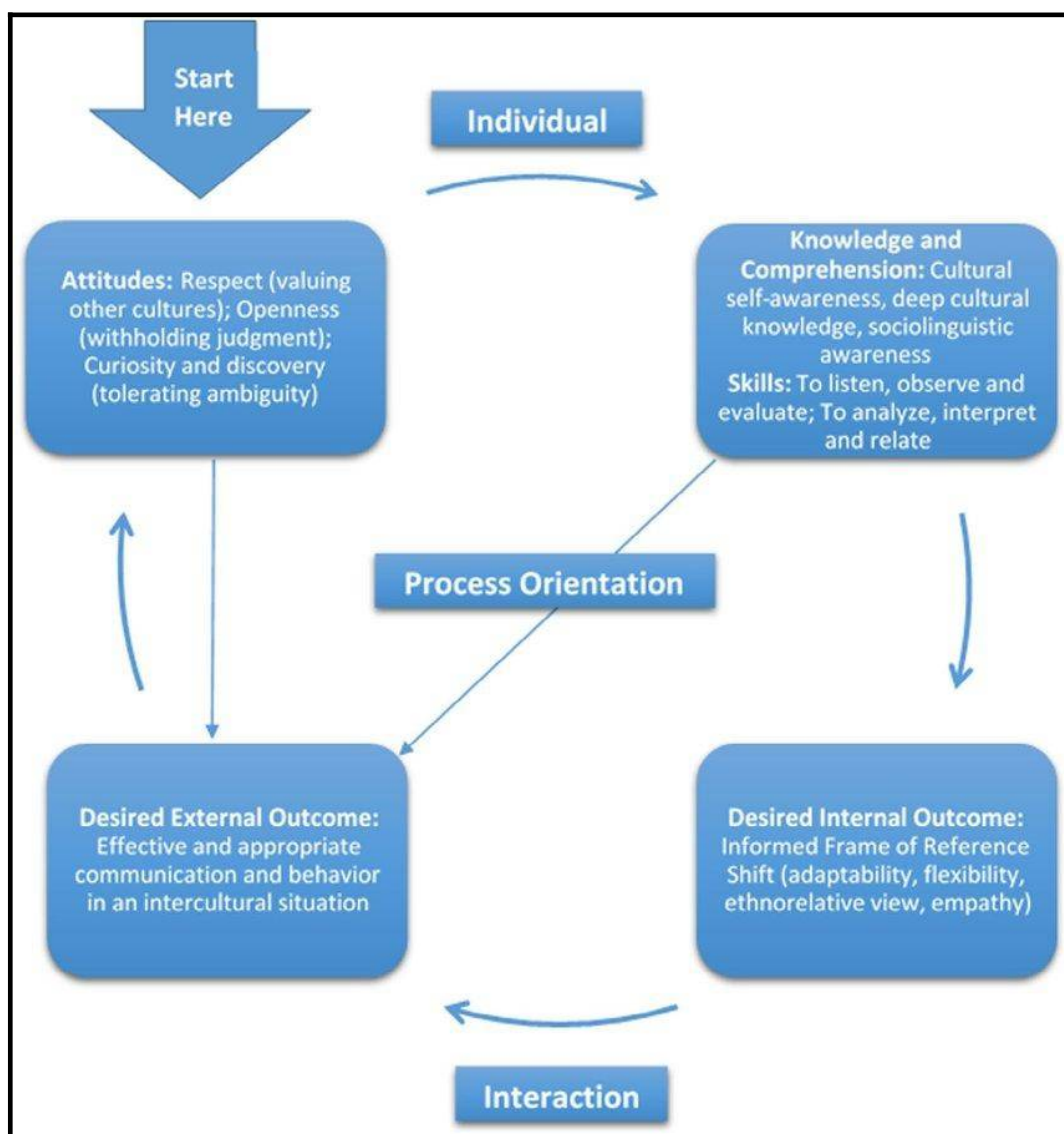 Start
Here
Individual
Attitudes: Respect (valuing
other cultures); Openness
(withholding judgment);
Curiosity and discovery
(tolerating ambiguity)
Knowledge and
Comprehension: Cultural
self-awareness, deep cultural
knowledge, sociolinguistic
awareness
Skills: To listen, observe and
evaluate; To analyze, interpret
and relate
Process Orientation
Desired External Outcome:
Effective and appropriate
communication and behavior
in an intercultural situation
Desired Internal Outcome:
Informed Frame of Reference
Shift (adaptability, flexibility,
ethnorelative view, empathy)
Interaction